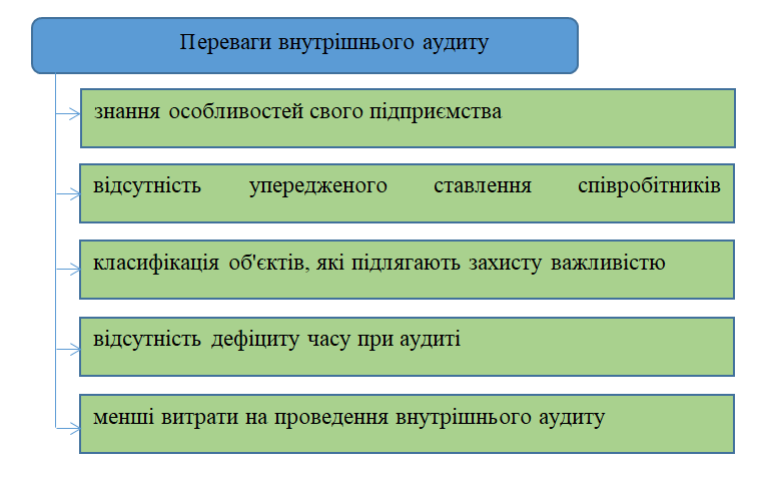 Переваги внутрішнього аудиту
знання особливостей свого підприємства
відсутність упередженого ставлення співробітників
класифікація об'єктів, які підлягають захисту важливістю
відсутність дефіциту часу при аудиті
менші витрати на проведення внутрішнього аудиту